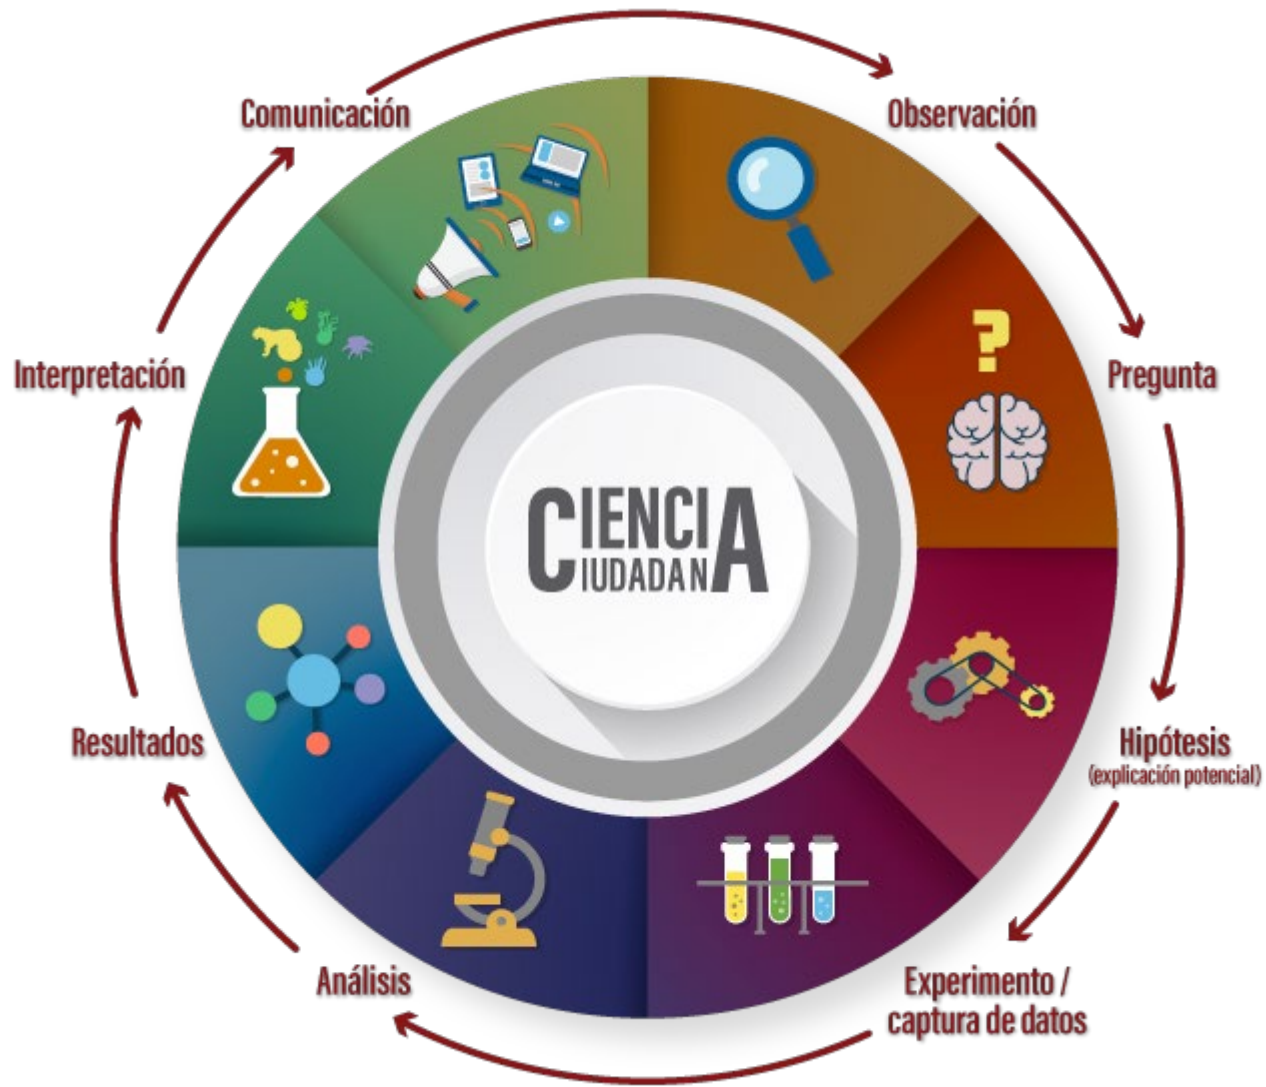 Comunicación
Observación
?
Interpretación
Pregunta
CIENCIA
CIUDADANA
Resultados
Hipótesis
(explicación potencial)
Análisis
Experimento /
captura de datos